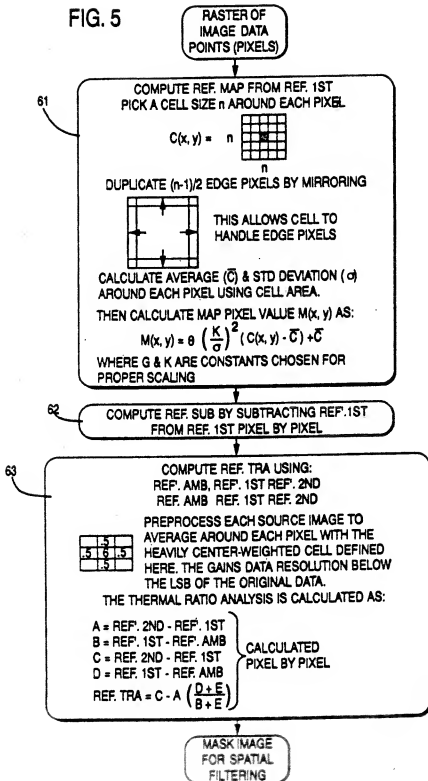 FIG. 5
RASTER OF
IMAGE DATA
POINTS (PIXELS)
61
COMPUTE REF. MAP FROM REF. 1ST
PICK A CELL SIZE n AROUND EACH PIXEL
C(x, y) = n
n
DUPLICATE (n-1)/2 EDGE PIXELS BY MIRRORING
THIS ALLOWS CELL TO
HANDLE EDGE PIXELS
CALCULATE AVERAGE (C̅) & STD DEVIATION (σ)
AROUND EACH PIXEL USING CELL AREA.
THEN CALCULATE MAP PIXEL VALUE M(x, y) AS:
M(x, y) = θ (K/σ)² (C(x, y) - C̅) + C̅
WHERE G & K ARE CONSTANTS CHOSEN FOR
PROPER SCALING
62
COMPUTE REF. SUB BY SUBTRACTING REF'. 1ST
FROM REF. 1ST PIXEL BY PIXEL
63
COMPUTE REF. TRA USING:
REF'. AMB, REF'. 1ST REF'. 2ND
REF. AMB REF. 1ST REF. 2ND
PREPROCESS EACH SOURCE IMAGE TO
AVERAGE AROUND EACH PIXEL WITH THE
HEAVILY CENTER-WEIGHTED CELL DEFINED
HERE. THE GAINS DATA RESOLUTION BELOW
THE LSB OF THE ORIGINAL DATA.
.5
.5 6 .5
.5
THE THERMAL RATIO ANALYSIS IS CALCULATED AS:
A = REF'. 2ND - REF'. 1ST
B = REF'. 1ST - REF'. AMB
C = REF. 2ND - REF. 1ST
D = REF. 1ST - REF. AMB
REF. TRA = C - A (D + E / B + E)
CALCULATED
PIXEL BY PIXEL
MASK IMAGE
FOR SPATIAL
FILTERING